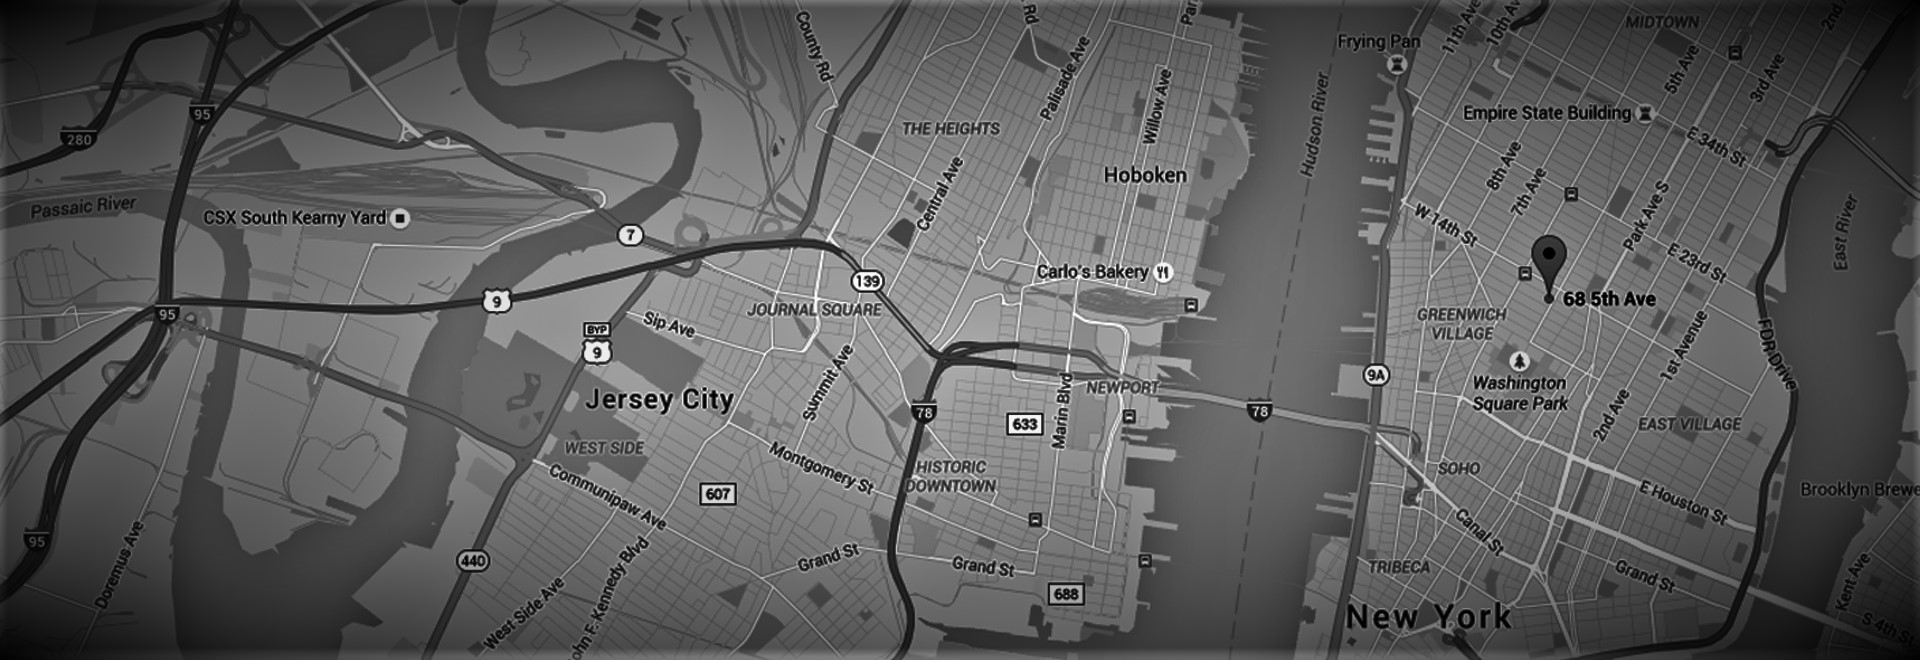 County Rd
Rd
Palisade Ave
Willow Ave
Par
Frying Pan
11th Ave
10th Av
MIDTOWN
5th Ave
3rd Ave
2nd
95
280
THE HEIGHTS
Hudson River
Empire State Building
E 34th St
Hoboken
Central Ave
8th Ave
7th Ave
Passaic River
CSX South Kearny Yard
7
W 14th St
Park Ave S
E 23rd St
East River
Carlo's Bakery
139
9
68 5th Ave
JOURNAL SQUARE
95
GREENWICH
VILLAGE
Sip Ave
BYP
9
1st Avenue
FDR Drive
Summit Ave
9A
NEWPORT
Washington
Square Park
Jersey City
78
633
Marin Blvd
78
2nd Ave
EAST VILLAGE
WEST SIDE
Montgomery St
HISTORIC
DOWNTOWN
SOHO
607
Communipaw Ave
E Houston St
Brooklyn Brewe
95
Canal St
Doremus Ave
440
Grand St
Grand St
TRIBECA
Grand St
Kent Ave
688
West Side Ave
ohn F. Kennedy Blvd
New York
S 4th St